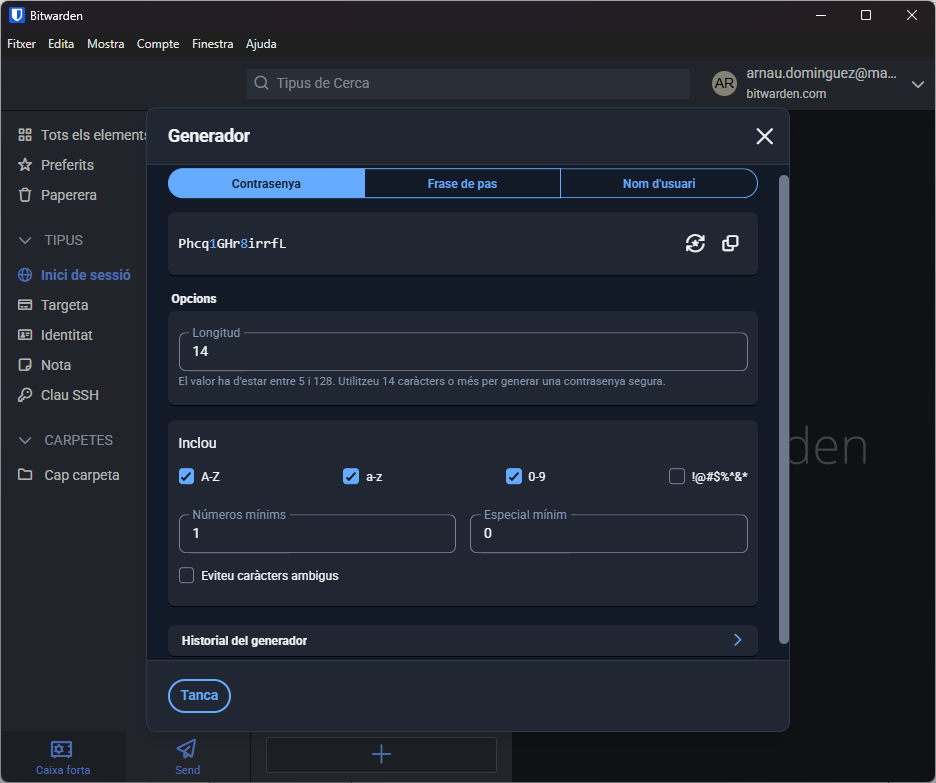 Bitwarden
Fitxer Edita Mostra Compte Finestra Ajuda
Tipus de Cerca
AR
arnau.dominguez@ma...
bitwarden.com
Tots els elements
Preferits
Paperera
TIPUS
Inici de sessió
Targeta
Identitat
Nota
Clau SSH
CARPETES
Cap carpeta
Generador
Contrasenya Frase de pas Nom d'usuari
Phcq1GHr8irrfL
Opcions
Longitud
14
El valor ha d'estar entre 5 i 128. Utilitzeu 14 caràcters o més per generar una contrasenya segura.
Inclou
A-Z a-z 0-9 !@#$%^&*
Números mínims
1
Especial mínim
0
Eviteu caràcters ambigus
Historial del generador
Tanca
den
Caixa forta
Send